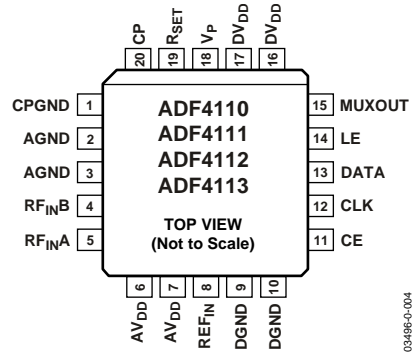 CP
RSET
VP
DVDD
DVDD
20
19
18
17
16
CPGND 1
AGND 2
AGND 3
RFINB 4
RFINA 5
ADF4110
ADF4111
ADF4112
ADF4113
TOP VIEW
(Not to Scale)
15 MUXOUT
14 LE
13 DATA
12 CLK
11 CE
6
7
8
9
10
AVDD
AVDD
REFIN
DGND
DGND
03496-0-004